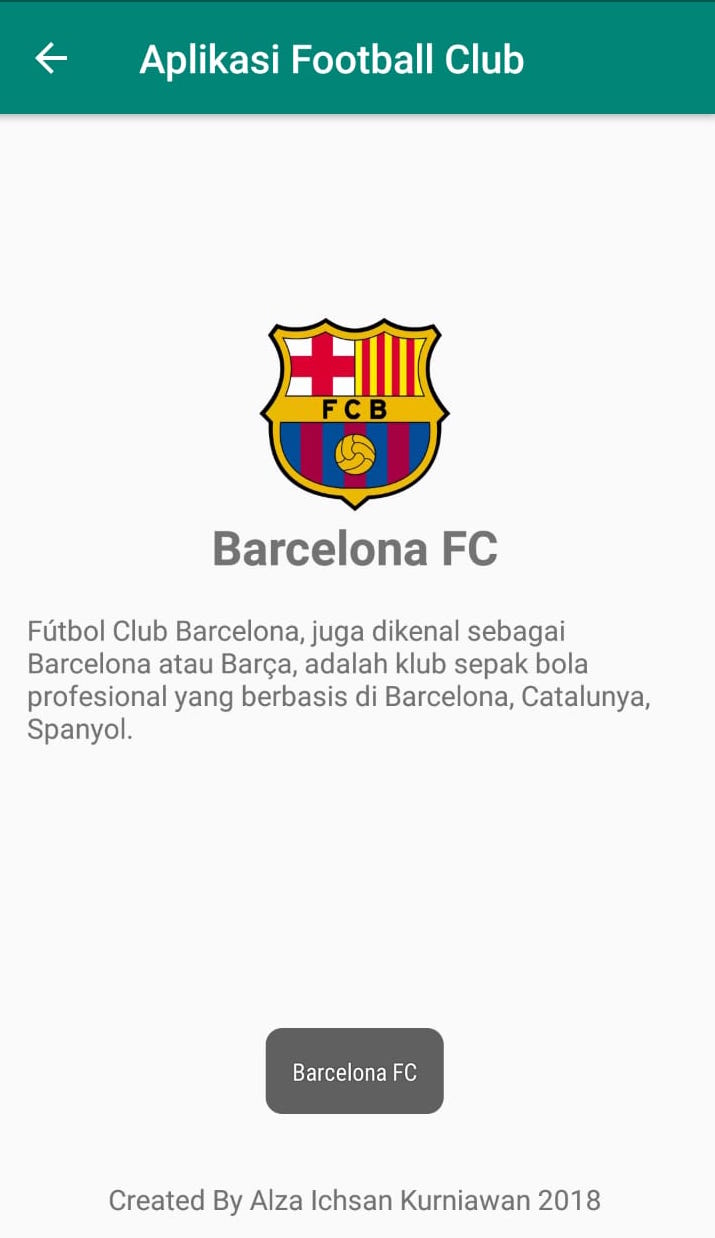 Aplikasi Football Club
FCB
Barcelona FC
Fútbol Club Barcelona, juga dikenal sebagai
Barcelona atau Barça, adalah klub sepak bola
profesional yang berbasis di Barcelona, Catalunya,
Spanyol.
Barcelona FC
Created By Alza Ichsan Kurniawan 2018